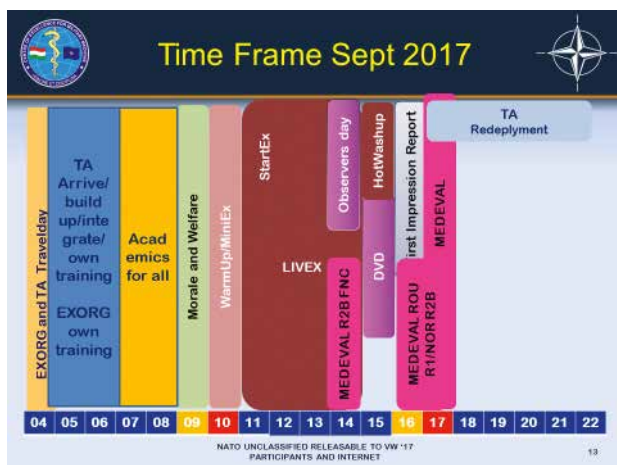 Time Frame Sept 2017
EXORG and TA Travelday
TA
Arrive/
build
up/inte
grate/
own
training
EXORG
own
training
Acad
emics
for all
Morale and Welfare
WarmUp/MiniEx
StartEx
LIVEX
Observers day
MEDEVAL R2B FNC
HotWashup
DVD
irst Impression Report
MEDEVAL ROU
R1/NOR R2B
MEDEVAL
TA
Redeplyment
04 05 06 07 08 09 10 11 12 13 14 15 16 17 18 19 20 21 22
NATO UNCLASSIFIED RELEASABLE TO VW '17
PARTICIPANTS AND INTERNET
13